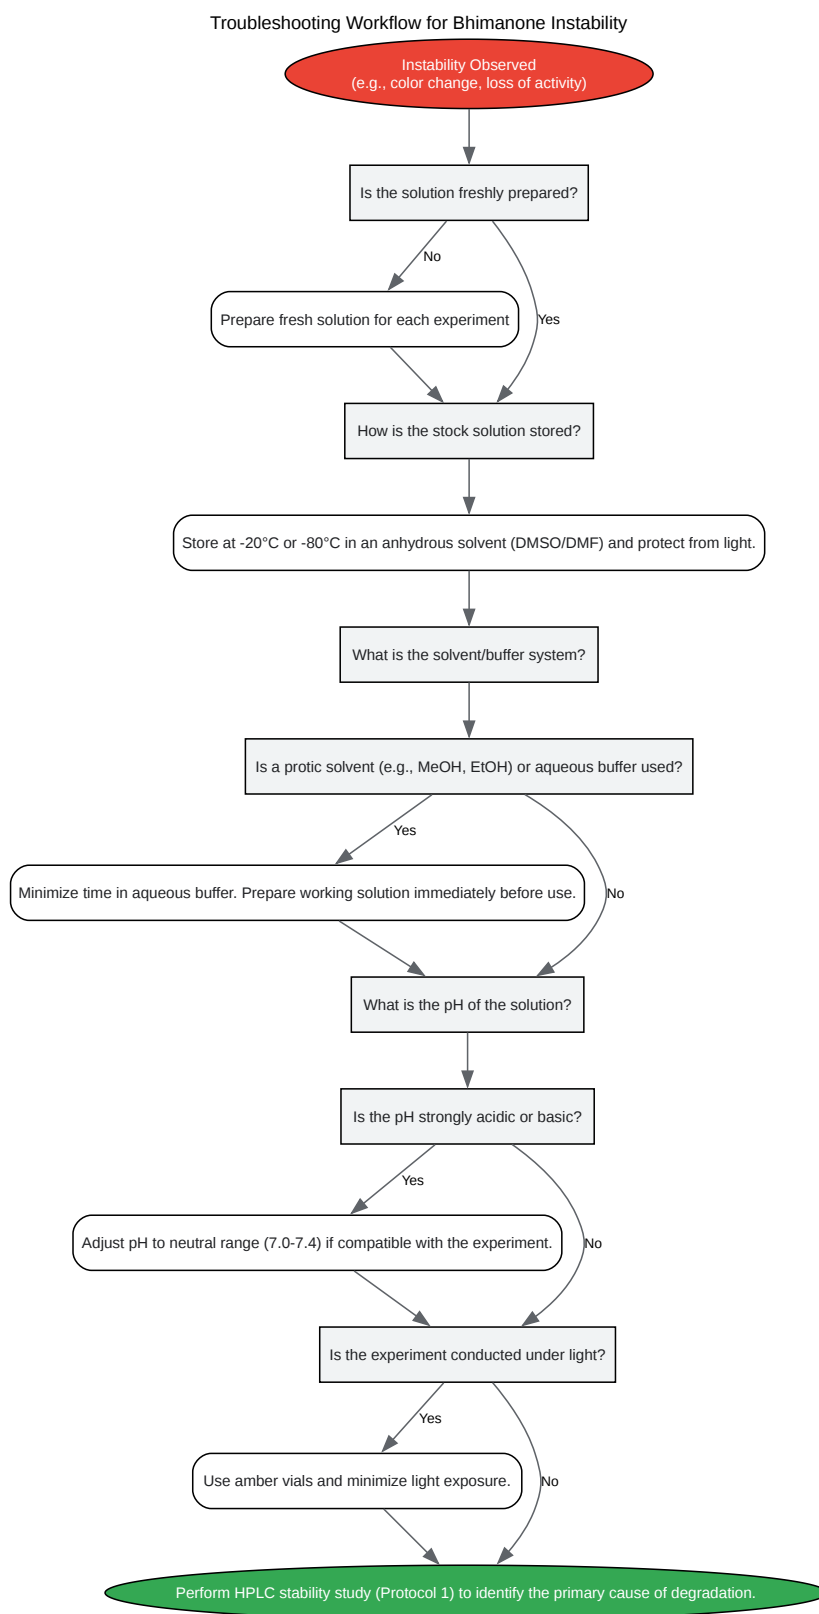 Troubleshooting Workflow for Bhimanone Instability
Instability Observed
(e.g., color change, loss of activity)
Is the solution freshly prepared?
No
Prepare fresh solution for each experiment
Yes
How is the stock solution stored?
Store at -20°C or -80°C in an anhydrous solvent (DMSO/DMF) and protect from light.
What is the solvent/buffer system?
Is a protic solvent (e.g., MeOH, EtOH) or aqueous buffer used?
Yes
Minimize time in aqueous buffer. Prepare working solution immediately before use.
No
What is the pH of the solution?
Is the pH strongly acidic or basic?
Yes
Adjust pH to neutral range (7.0-7.4) if compatible with the experiment.
No
Is the experiment conducted under light?
Yes
Use amber vials and minimize light exposure.
No
Perform HPLC stability study (Protocol 1) to identify the primary cause of degradation.